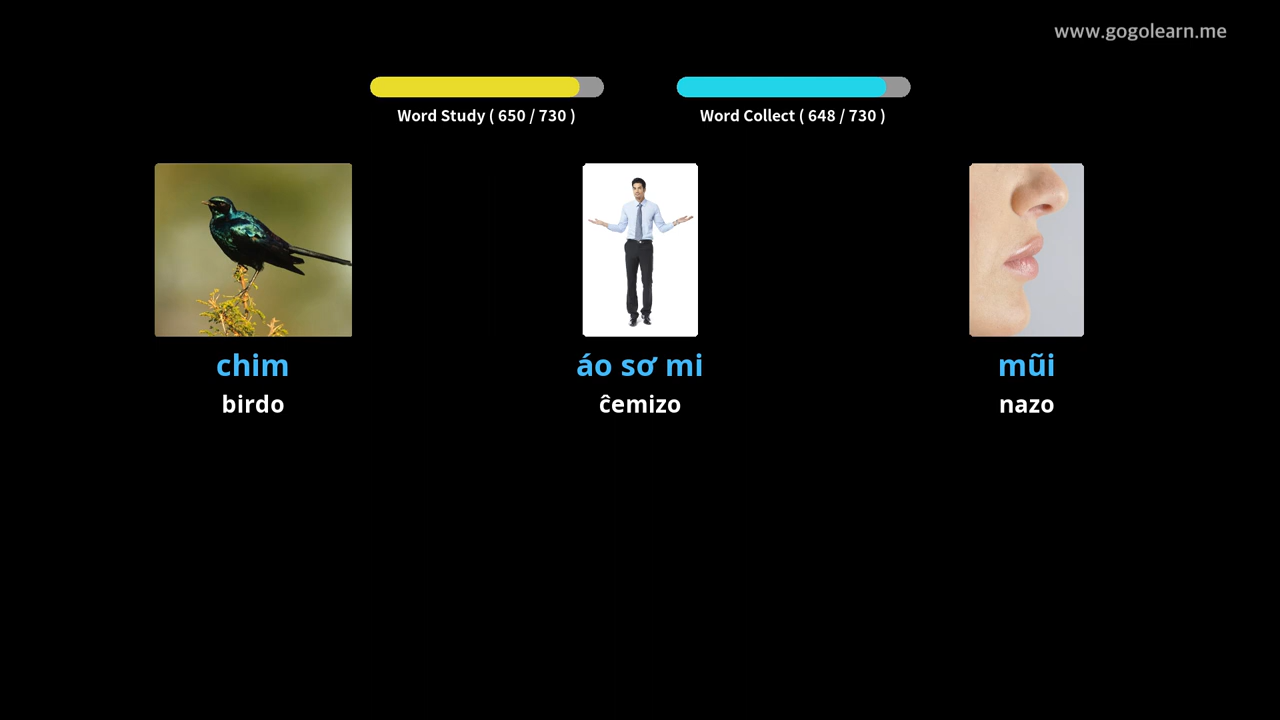 www.gogolearn.me
Word Study ( 650 / 730 )
Word Collect ( 648 / 730 )
chim
áo sơ mi
mũi
birdo
ĉemizo
nazo